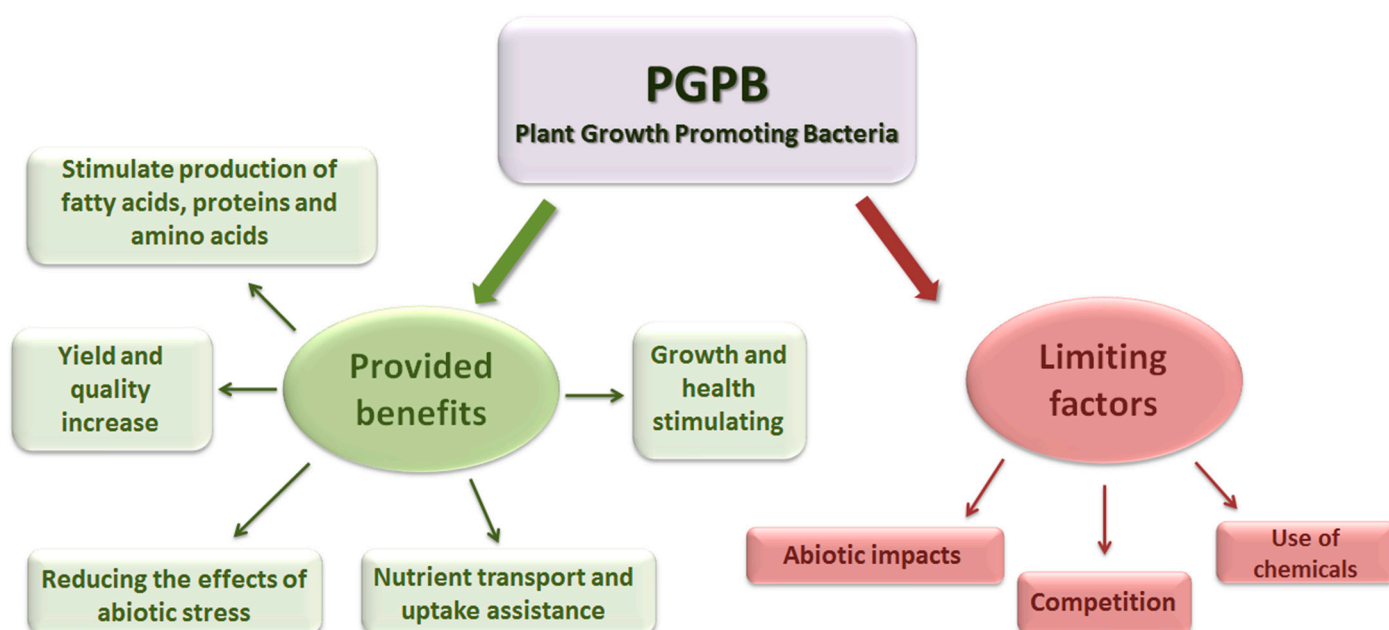 PGPB
Plant Growth Promoting Bacteria
Stimulate production of
fatty acids, proteins and
amino acids
Yield and
quality
increase
Provided
benefits
Growth and
health
stimulating
Reducing the effects of
abiotic stress
Nutrient transport and
uptake assistance
Limiting
factors
Abiotic impacts
Competition
Use of
chemicals